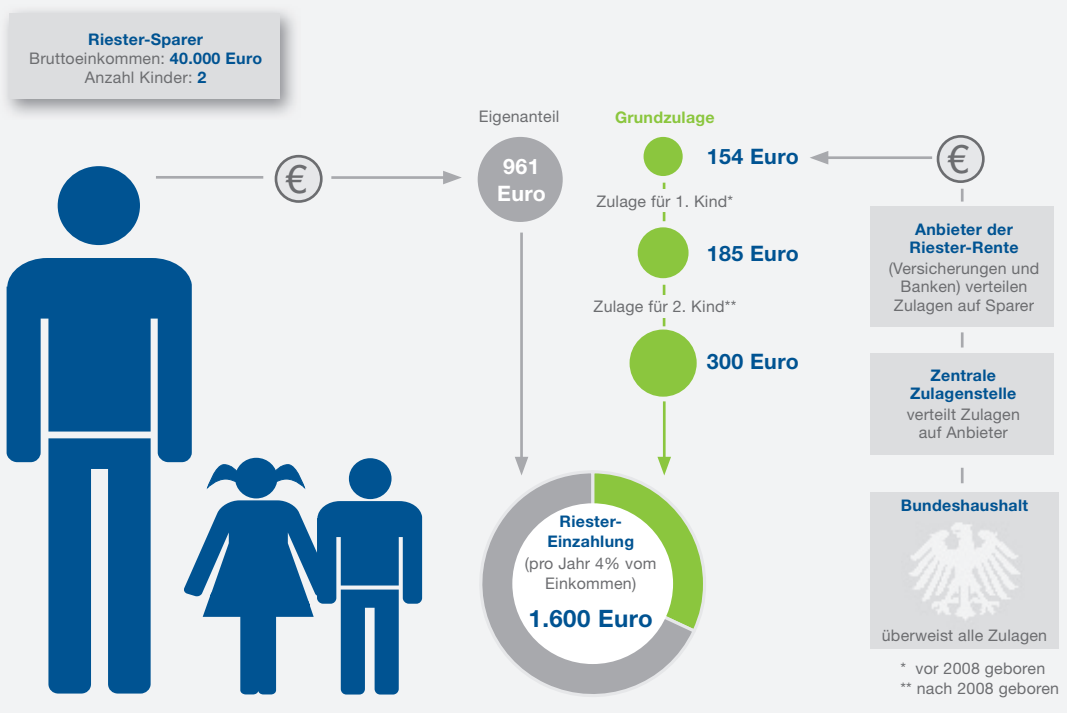 Riester-Sparer
Bruttoeinkommen: 40.000 Euro
Anzahl Kinder: 2
Eigenanteil
961
Euro
Grundzulage
154 Euro
Zulage für 1. Kind*
185 Euro
Zulage für 2. Kind**
300 Euro
€
€
Anbieter der
Riester-Rente
(Versicherungen und
Banken) verteilen
Zulagen auf Sparer
Zentrale
Zulagenstelle
verteilt Zulagen
auf Anbieter
Bundeshaushalt
überweist alle Zulagen
Riester-
Einzahlung
(pro Jahr 4% vom
Einkommen)
1.600 Euro
* vor 2008 geboren
** nach 2008 geboren